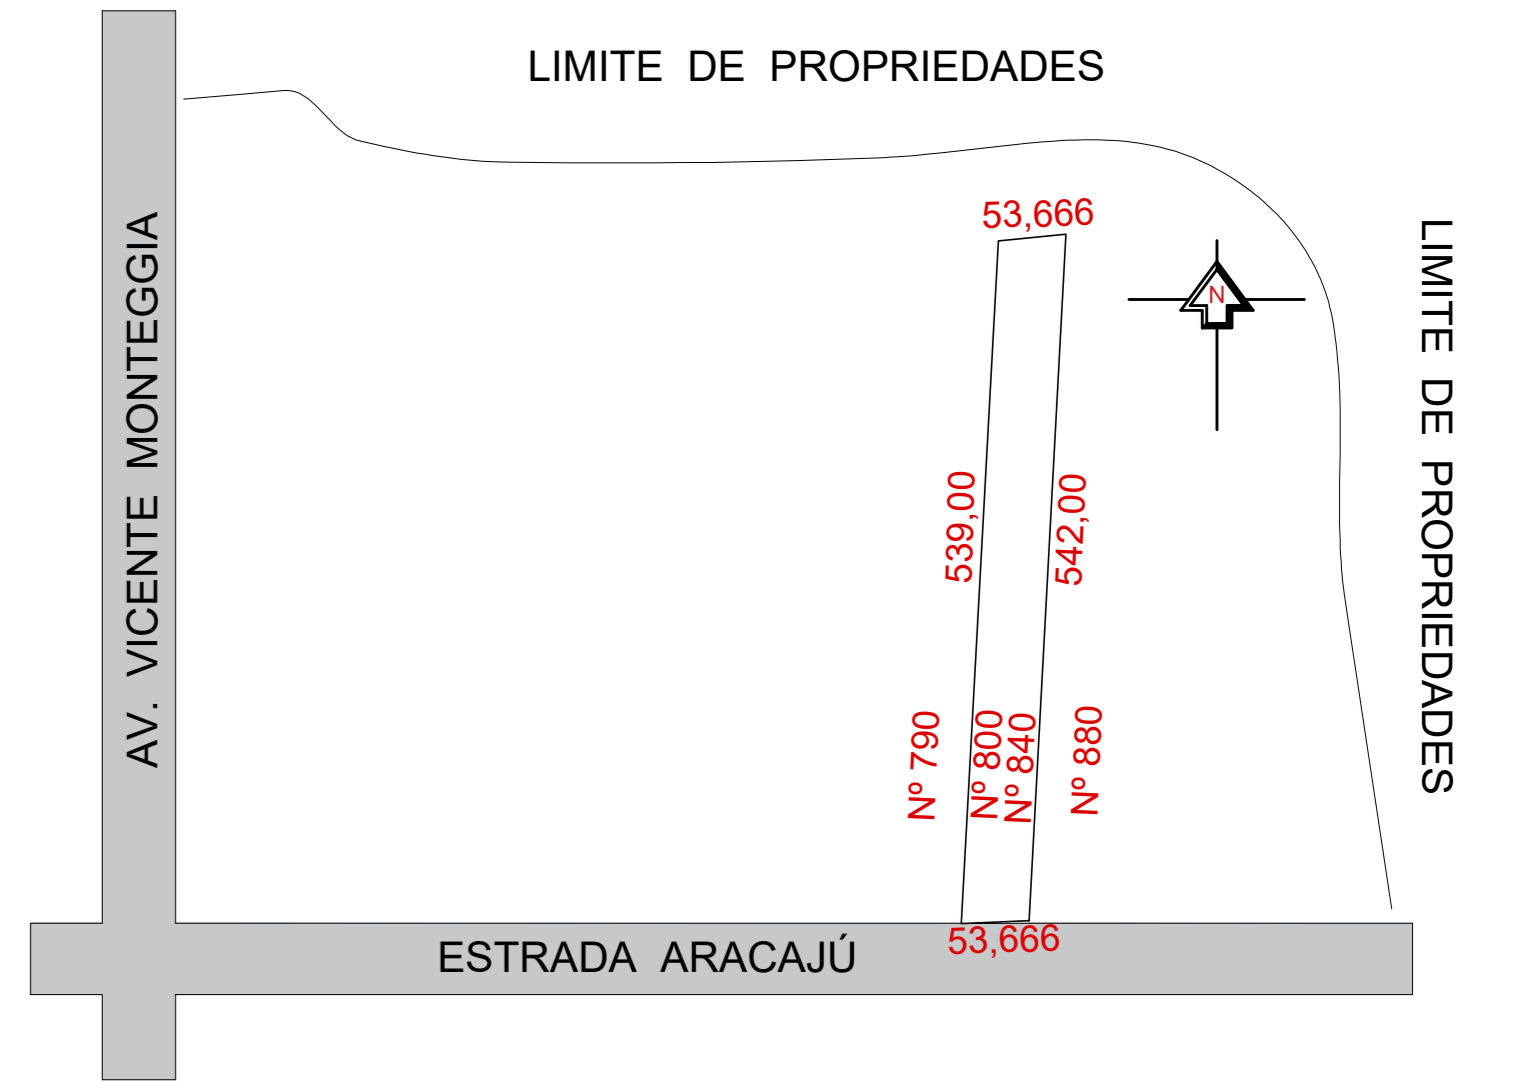 LIMITE DE PROPRIEDADES
53,666
N
AV. VICENTE MONTEGGIA
LIMITE DE PROPRIEDADES
539,00
542,00
Nº 790
Nº 800
Nº 840
Nº 880
53,666
ESTRADA ARACAJÚ